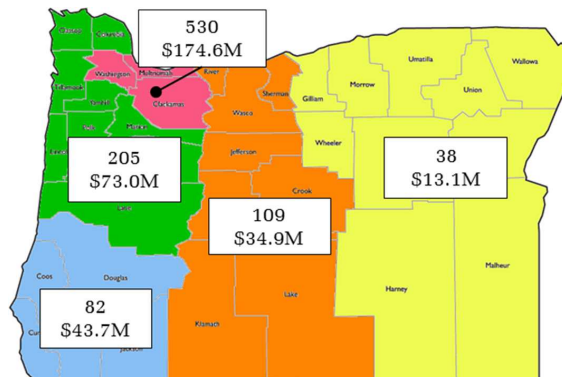 530
$174.6M
Clatsop
Columbia
Washington
Multnomah
River
Umatilla
Wallowa
Tillamook
Clackamas
Sherman
Morrow
Union
Gilliam
Yamhill
Wasco
Polk
Marion
Wheeler
Jefferson
205
$73.0M
38
$13.1M
Crook
Lane
109
$34.9M
Malheur
Coos
Douglas
Harney
Lake
82
$43.7M
Klamath
Jackson